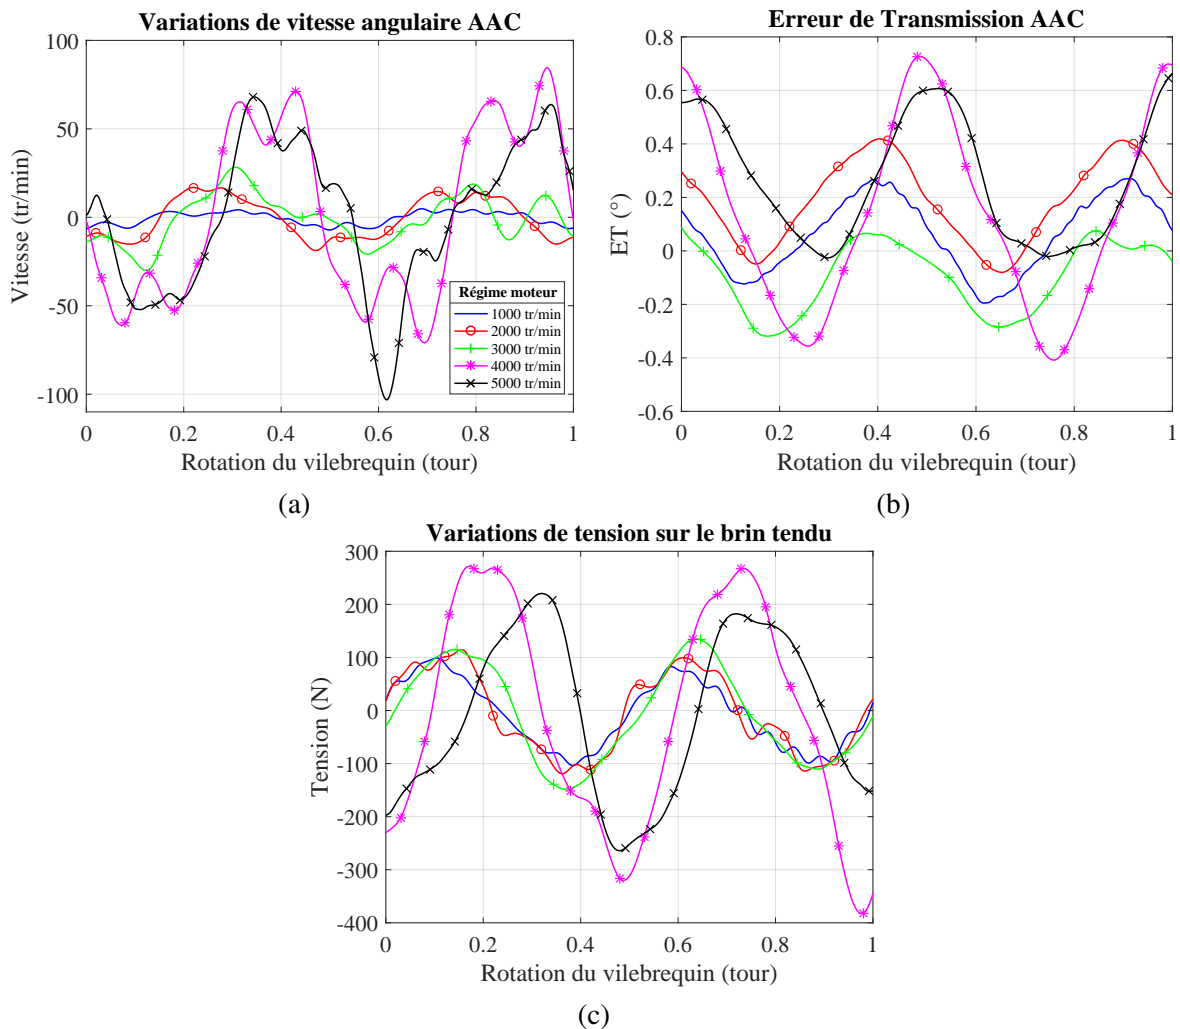 Variations de vitesse angulaire AAC
100
50
0
-50
-100
Vitesse (tr/min)
0 0.2 0.4 0.6 0.8 1
Rotation du vilebrequin (tour)
Régime moteur
1000 tr/min
2000 tr/min
3000 tr/min
4000 tr/min
5000 tr/min
(a)
Erreur de Transmission AAC
0.8
0.6
0.4
0.2
0
-0.2
-0.4
-0.6
ET (°)
0 0.2 0.4 0.6 0.8 1
Rotation du vilebrequin (tour)
(b)
Variations de tension sur le brin tendu
300
200
100
0
-100
-200
-300
-400
Tension (N)
0 0.2 0.4 0.6 0.8 1
Rotation du vilebrequin (tour)
(c)